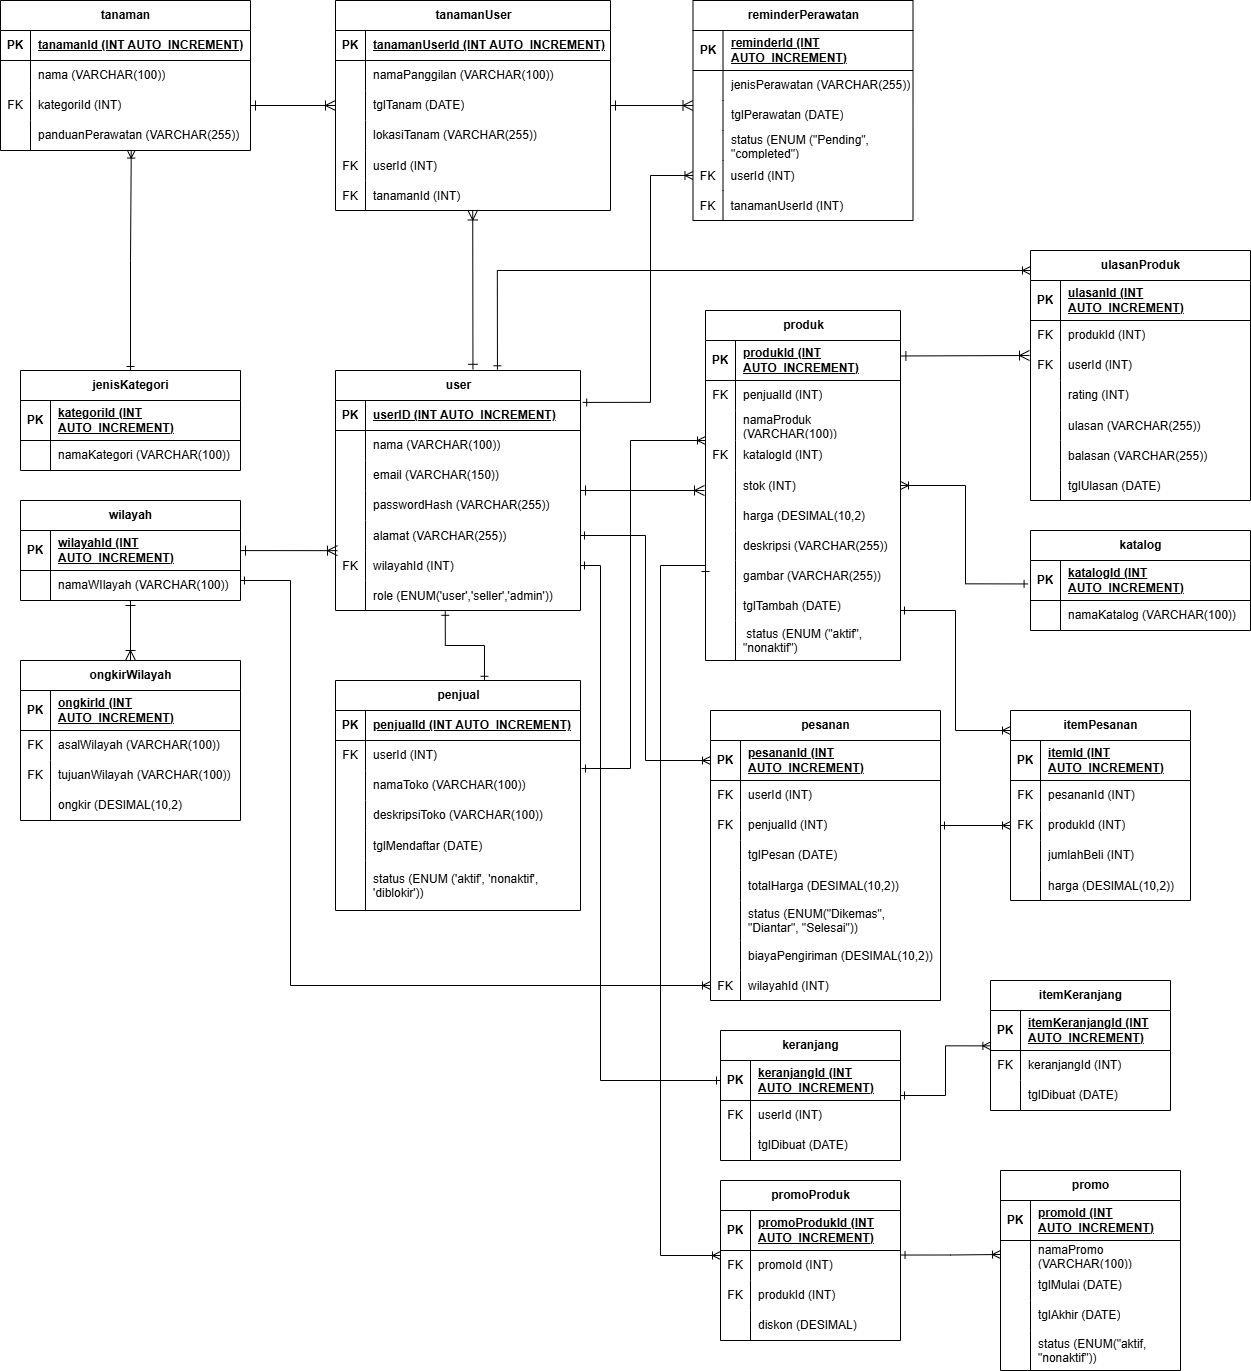 tanaman
PK tanamanId (INT AUTO_INCREMENT)
nama (VARCHAR(100))
FK kategoriId (INT)
panduanPerawatan (VARCHAR(255))
tanamanUser
PK tanamanUserId (INT AUTO_INCREMENT)
namaPanggilan (VARCHAR(100))
tglTanam (DATE)
lokasiTanam (VARCHAR(255))
FK userId (INT)
FK tanamanId (INT)
reminderPerawatan
PK reminderId (INT
AUTO_INCREMENT)
jenisPerawatan (VARCHAR(255))
tglPerawatan (DATE)
status (ENUM ("Pending",
"completed")
FK userId (INT)
FK tanamanUserId (INT)
ulasanProduk
PK ulasanId (INT
AUTO_INCREMENT)
FK produkId (INT)
FK userId (INT)
rating (INT)
ulasan (VARCHAR(255))
balasan (VARCHAR(255))
tglUlasan (DATE)
produk
PK produkId (INT
AUTO_INCREMENT)
FK penjualId (INT)
namaProduk
(VARCHAR(100))
FK katalogId (INT)
stok (INT)
harga (DESIMAL(10,2)
deskripsi (VARCHAR(255))
gambar (VARCHAR(255))
tglTambah (DATE)
status (ENUM ("aktif",
"nonaktif")
jenisKategori
PK kategoriId (INT
AUTO_INCREMENT)
namaKategori (VARCHAR(100))
user
PK userID (INT AUTO_INCREMENT)
nama (VARCHAR(100))
email (VARCHAR(150))
passwordHash (VARCHAR(255))
alamat (VARCHAR(255))
FK wilayahId (INT)
role (ENUM('user','seller','admin'))
wilayah
PK wilayahId (INT
AUTO_INCREMENT)
namaWIlayah (VARCHAR(100))
katalog
PK katalogId (INT
AUTO_INCREMENT)
namaKatalog (VARCHAR(100))
ongkirWilayah
PK ongkirId (INT
AUTO_INCREMENT)
FK asalWilayah (VARCHAR(100))
FK tujuanWilayah (VARCHAR(100))
ongkir (DESIMAL(10,2)
penjual
PK penjualId (INT AUTO_INCREMENT)
FK userId (INT)
namaToko (VARCHAR(100))
deskripsiToko (VARCHAR(100))
tglMendaftar (DATE)
status (ENUM ('aktif', 'nonaktif',
'diblokir'))
pesanan
PK pesananId (INT
AUTO_INCREMENT)
FK userId (INT)
FK penjualId (INT)
tglPesan (DATE)
totalHarga (DESIMAL(10,2))
status (ENUM("Dikemas",
"Diantar", "Selesai"))
biayaPengiriman (DESIMAL(10,2))
FK wilayahId (INT)
itemPesanan
PK itemId (INT
AUTO_INCREMENT)
FK pesananId (INT)
FK produkId (INT)
jumlahBeli (INT)
harga (DESIMAL(10,2))
itemKeranjang
PK itemKeranjangId (INT
AUTO_INCREMENT)
FK keranjangId (INT)
tglDibuat (DATE)
keranjang
PK keranjangId (INT
AUTO_INCREMENT)
FK userId (INT)
tglDibuat (DATE)
promoProduk
PK promoProdukId (INT
AUTO_INCREMENT)
FK promoId (INT)
FK produkId (INT)
diskon (DESIMAL)
promo
PK promoId (INT
AUTO_INCREMENT)
namaPromo
(VARCHAR(100))
tglMulai (DATE)
tglAkhir (DATE)
status (ENUM("aktif,
"nonaktif"))